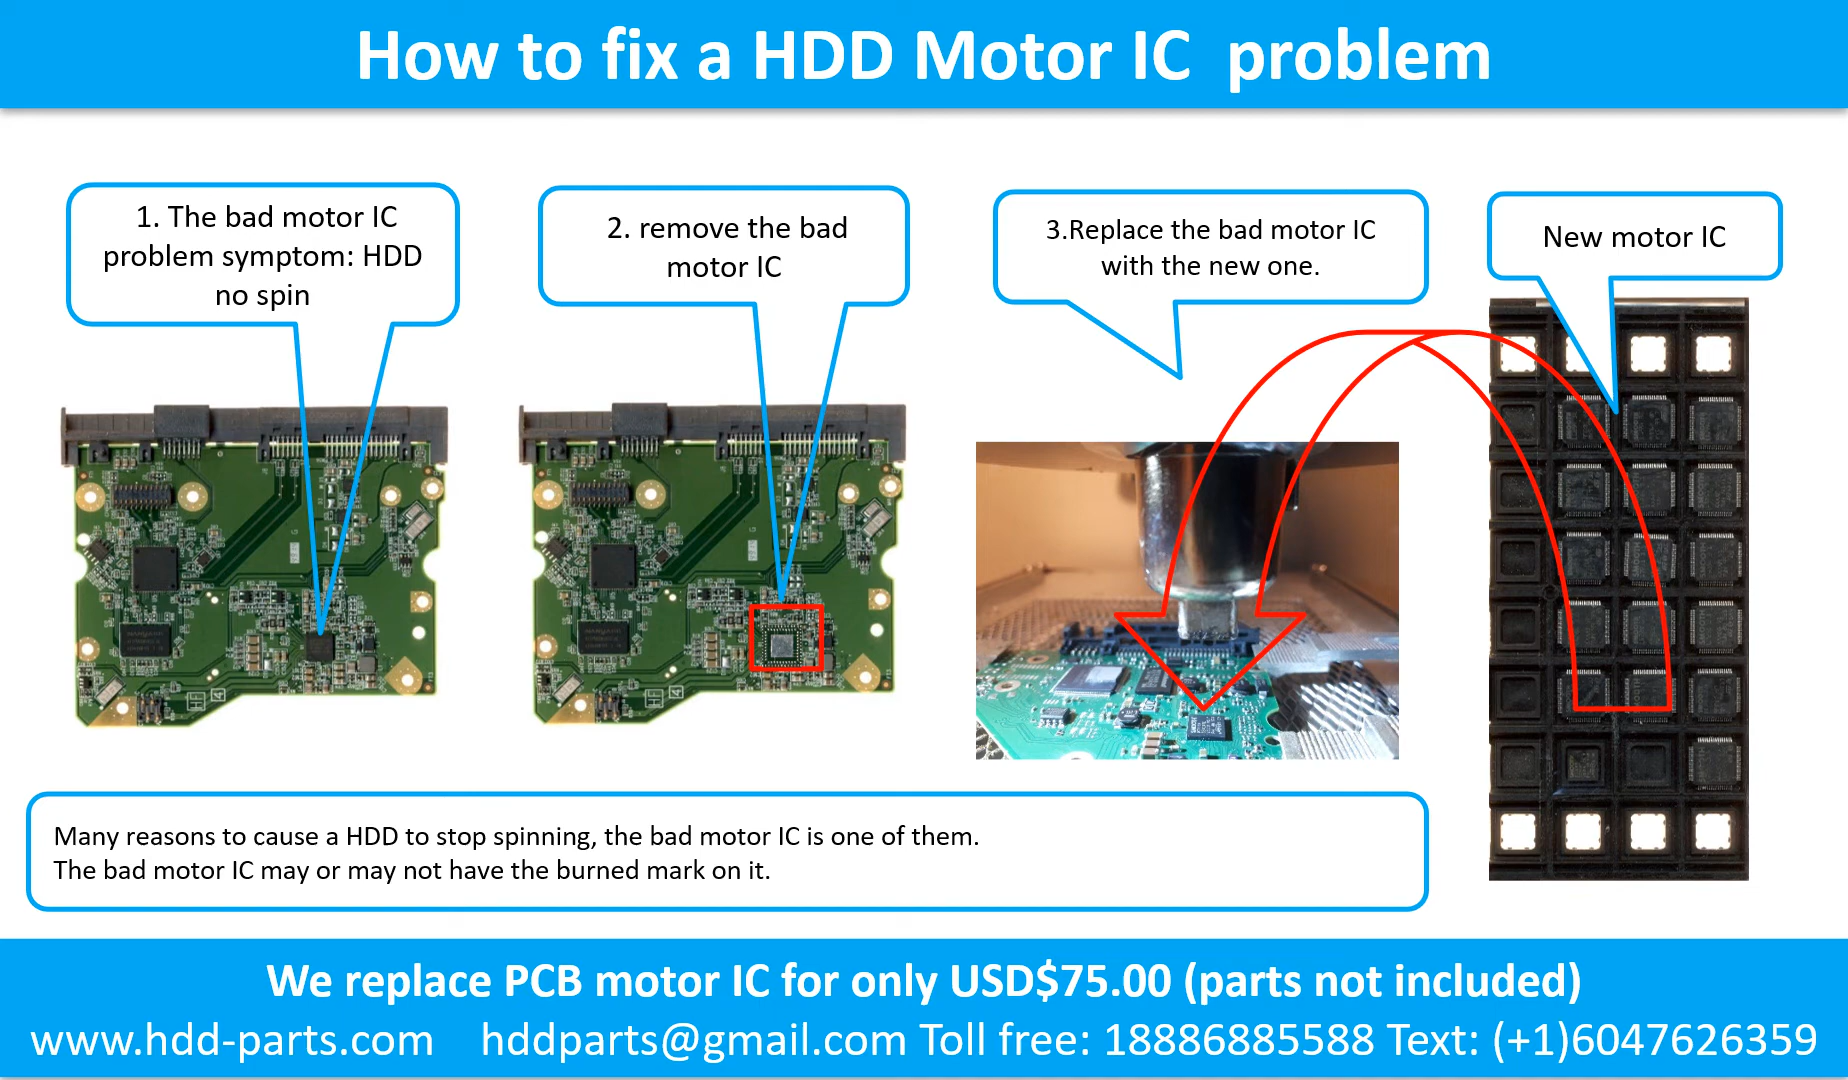 How to fix a HDD Motor IC  problem
1. The bad motor IC
problem symptom: HDD
no spin
2. remove the bad
motor IC
3.Replace the bad motor IC
with the new one.
New motor IC
HF
4
HF
4
Many reasons to cause a HDD to stop spinning, the bad motor IC is one of them.
The bad motor IC may or may not have the burned mark on it.
We replace PCB motor IC for only USD$75.00 (parts not included)
www.hdd-parts.com    hddparts@gmail.com Toll free: 18886885588 Text: (+1)6047626359